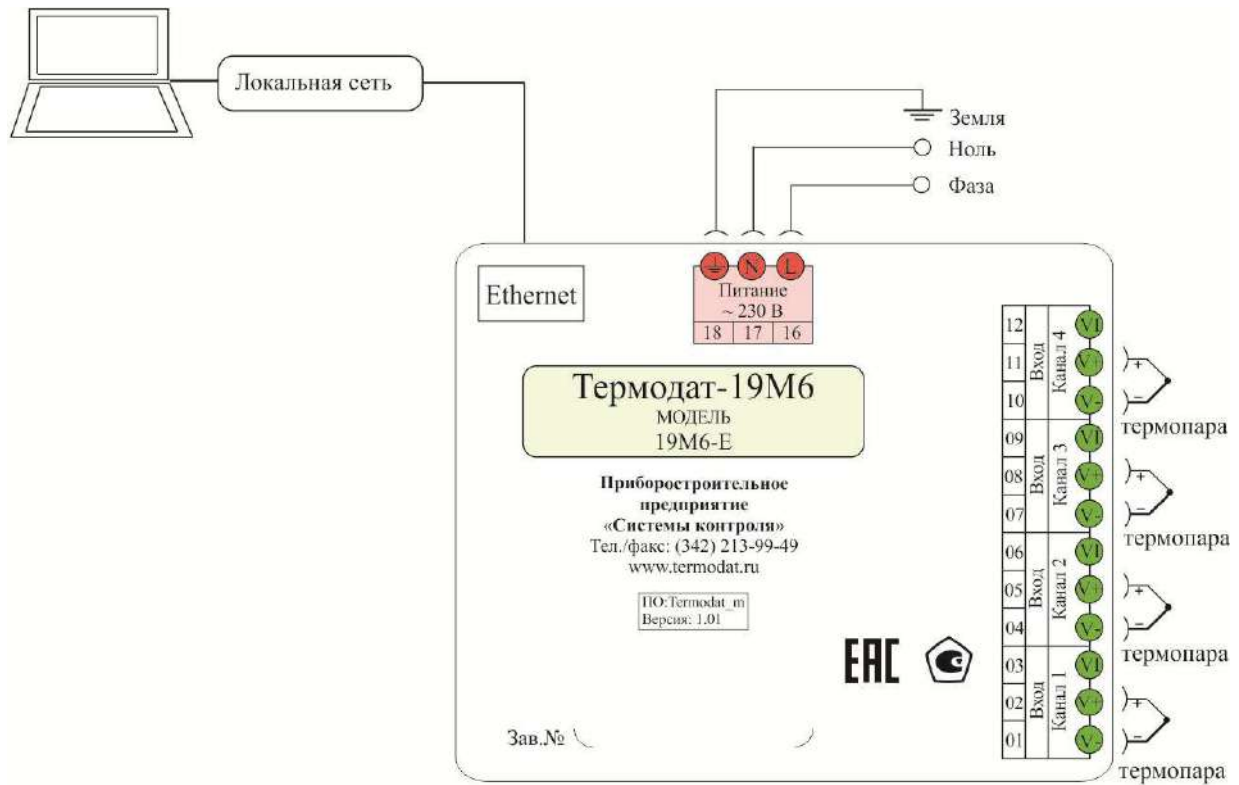 Локальная сеть
Земля
Ноль
Фаза
Ethernet
N L
Питание
~ 230 В
18 17 16
Термодат-19М6
МОДЕЛЬ
19М6-Е
Приборостроительное
предприятие
«Системы контроля»
Тел./факс: (342) 213-99-49
www.termodat.ru
ПО:Termodat_m
Версия: 1.01
ЕАС
Зав.№
12 VI
11 V+ +
10 V- −
Вход
Канал 4
термопара
09 VI
08 V+ +
07 V- −
Вход
Канал 3
термопара
06 VI
05 V+ +
04 V- −
Вход
Канал 2
термопара
03 VI
02 V+ +
01 V- −
Вход
Канал 1
термопара